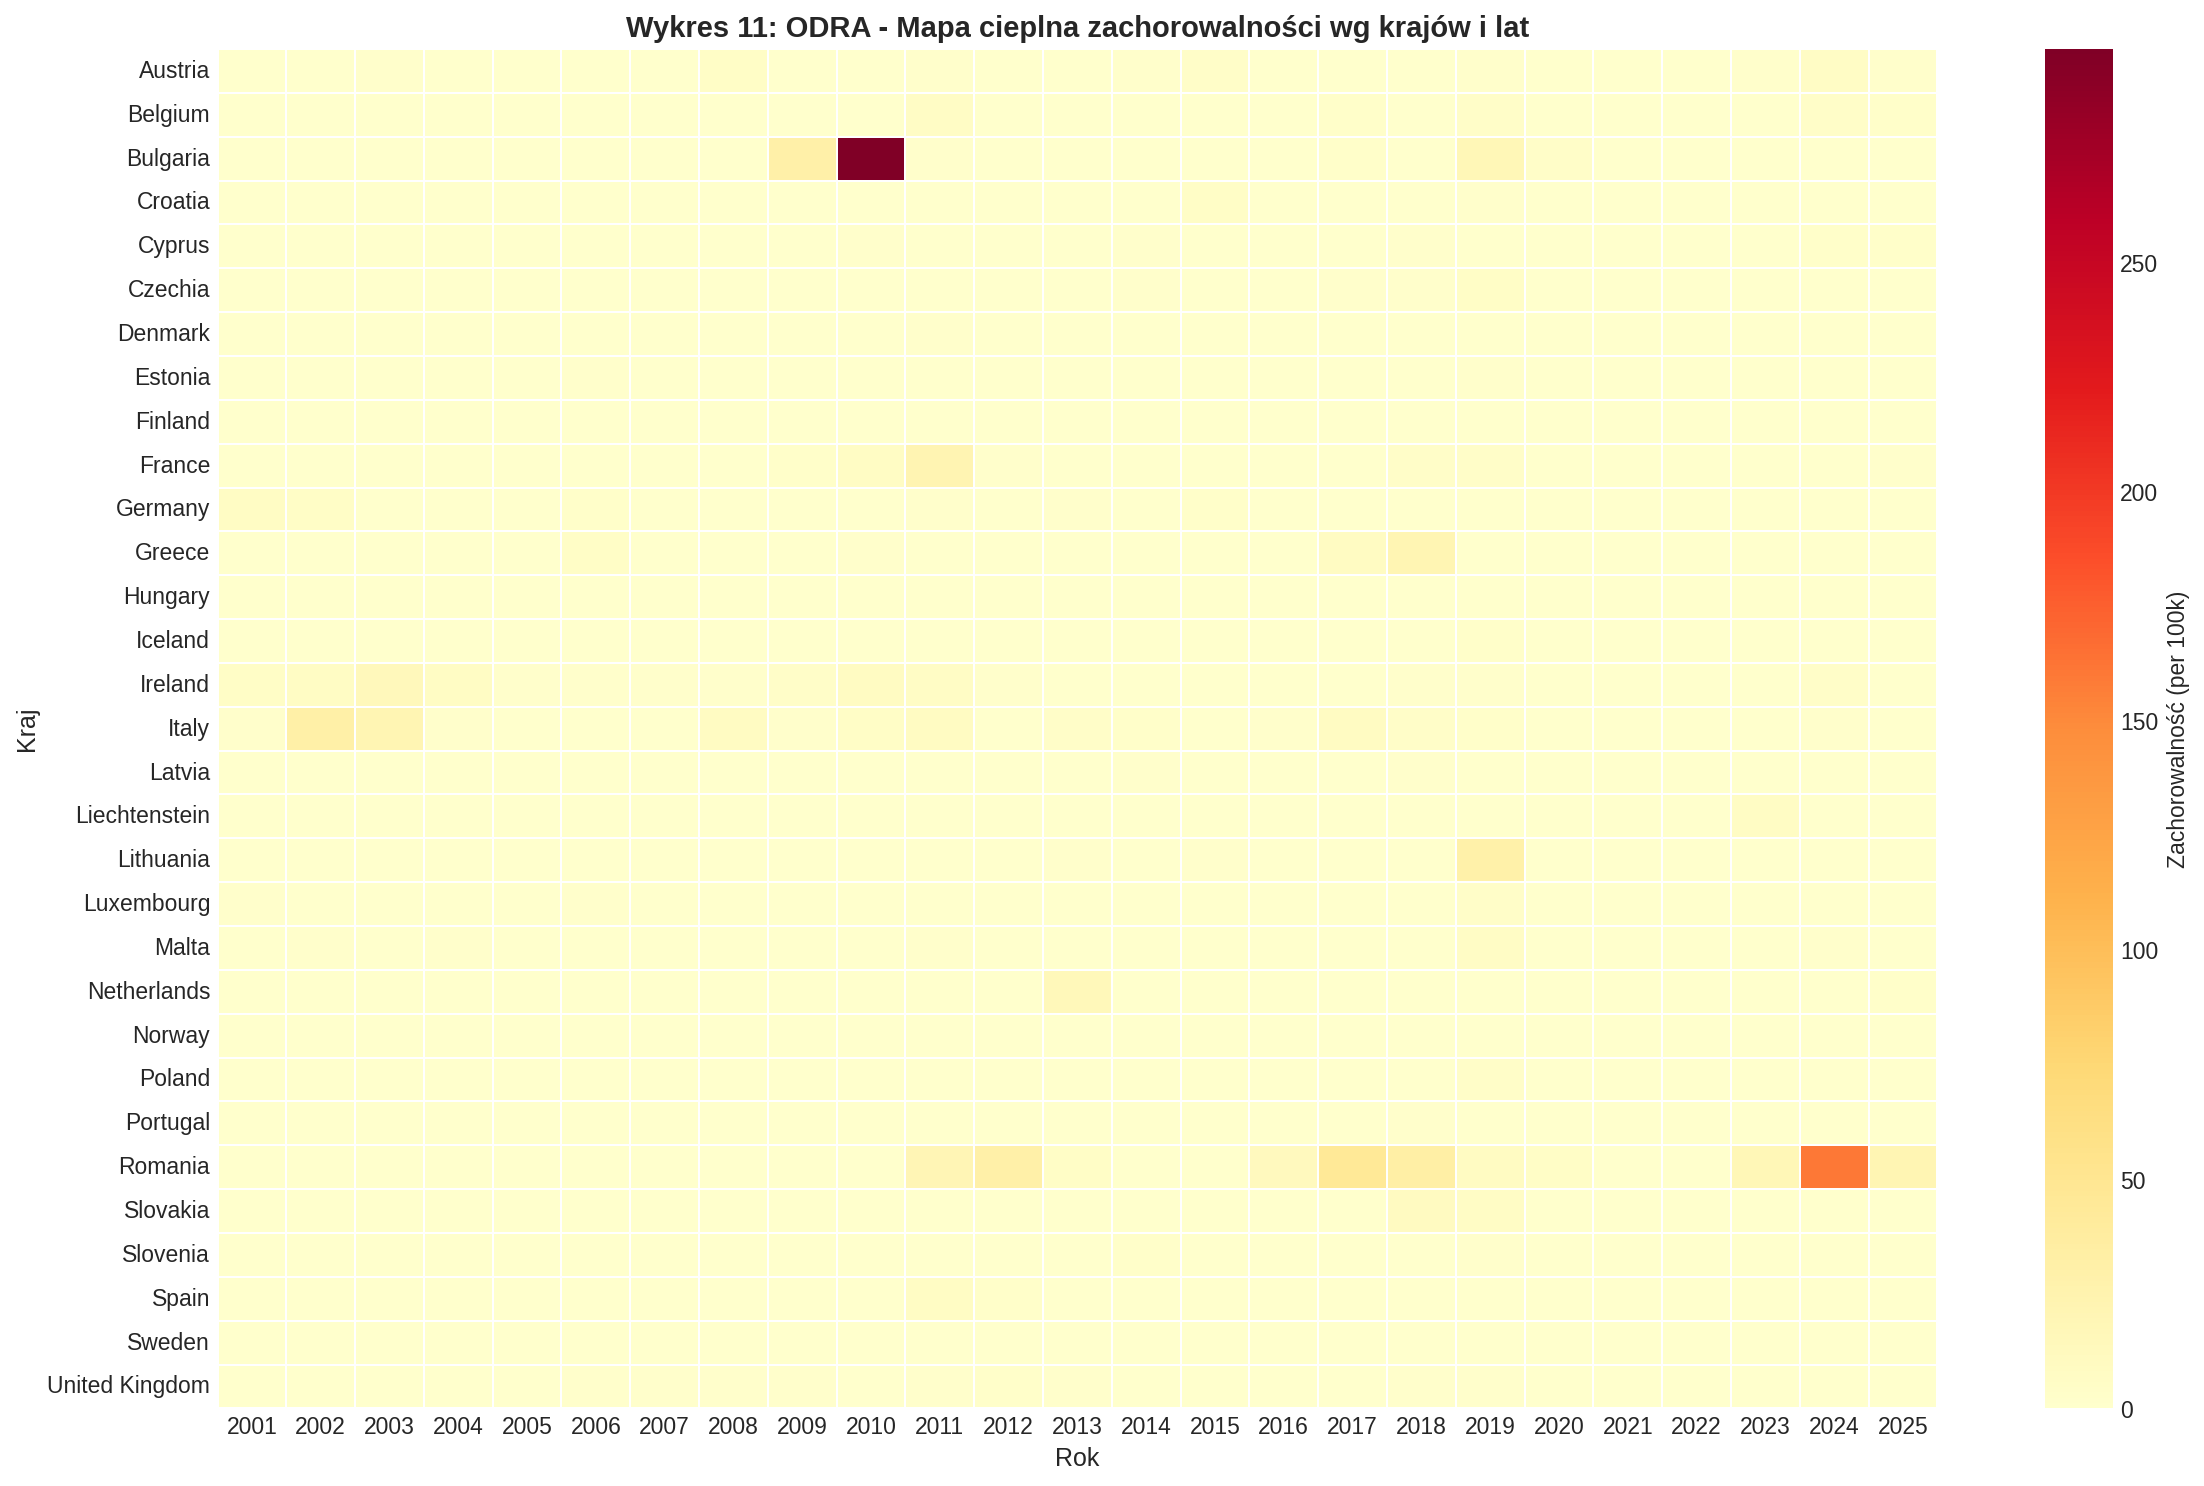 Wykres 11: ODRA - Mapa cieplna zachorowalności wg krajów i lat
Kraj
Austria
Belgium
Bulgaria
Croatia
Cyprus
Czechia
Denmark
Estonia
Finland
France
Germany
Greece
Hungary
Iceland
Ireland
Italy
Latvia
Liechtenstein
Lithuania
Luxembourg
Malta
Netherlands
Norway
Poland
Portugal
Romania
Slovakia
Slovenia
Spain
Sweden
United Kingdom
2001 2002 2003 2004 2005 2006 2007 2008 2009 2010 2011 2012 2013 2014 2015 2016 2017 2018 2019 2020 2021 2022 2023 2024 2025
Rok
250
200
150
100
50
0
Zachorowalność (per 100k)